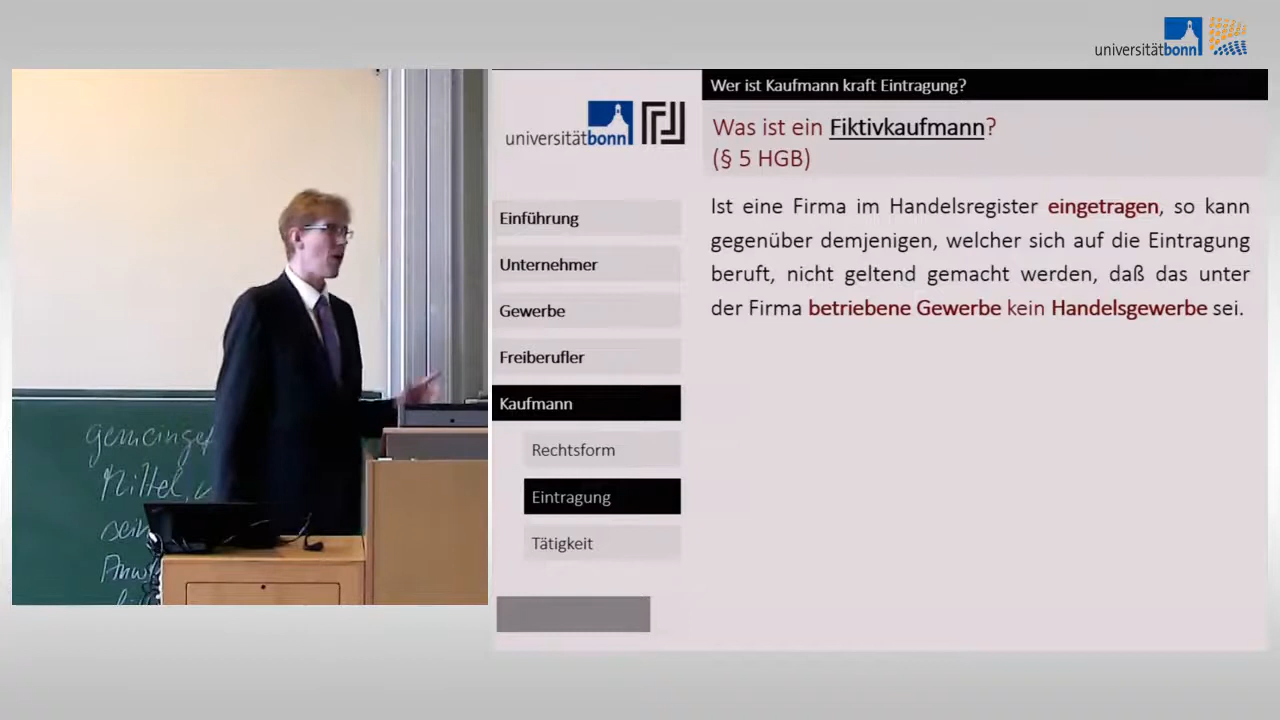 universitätbonn
Wer ist Kaufmann kraft Eintragung?
universitätbonn
Was ist ein Fiktivkaufmann?
(§ 5 HGB)
Ist eine Firma im Handelsregister eingetragen, so kann
gegenüber demjenigen, welcher sich auf die Eintragung
beruft, nicht geltend gemacht werden, daß das unter
der Firma betriebene Gewerbe kein Handelsgewerbe sei.
Einführung
Unternehmer
Gewerbe
Freiberufler
Kaufmann
Rechtsform
Eintragung
Tätigkeit
Mittel,